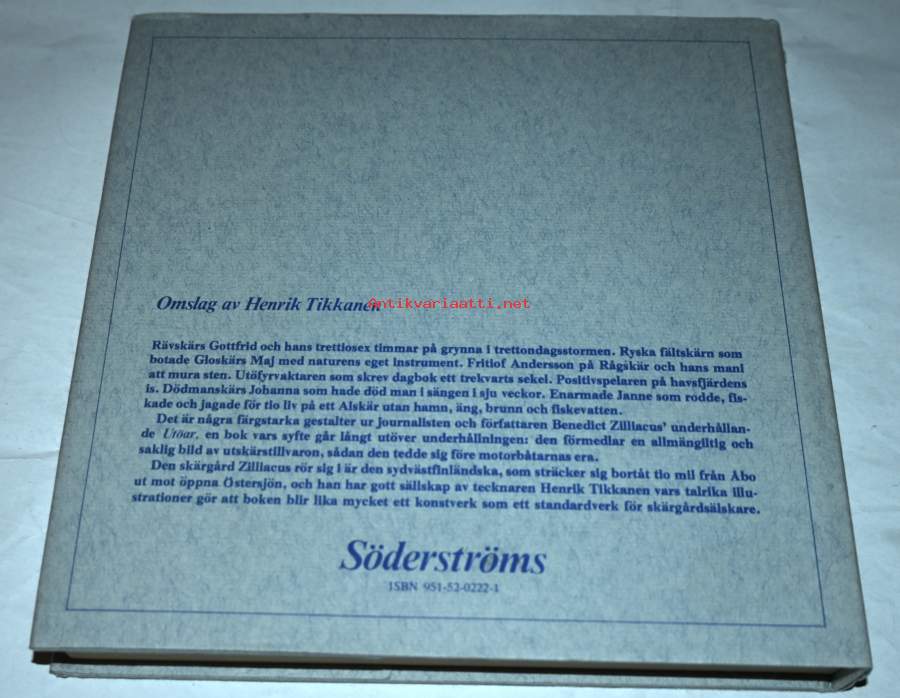 Omslag av Henrik Tikkanen
Antikvariaatti.net
Rävskärs Gottfrid och hans trettiosex timmar på grynna i trettondagsstormen. Ryska fältskärn som
botade Gloskärs Maj med naturens eget instrument. Fritiof Andersson på Rågskär och hans mani
att mura sten. Utöfyrvaktaren som skrev dagbok ett trekvarts sekel. Positivspelaren på havsfjärdens
is. Dödmanskärs Johanna som hade död man i sängen i sju veckor. Enarmade Janne som rodde, fis-
kade och jagade för tio liv på ett Alskär utan hamn, äng, brunn och fiskevatten.
Det är några färgstarka gestalter ur journalisten och författaren Benedict Zilliacus' underhållan-
de Utöar, en bok vars syfte går långt utöver underhållningen: den förmedlar en allmängiltig och
saklig bild av utskärstillvaron, sådan den tedde sig före motorbåtarnas era.
Den skärgård Zilliacus rör sig i är den sydvästfinländska, som sträcker sig bortåt tio mil från Åbo
ut mot öppna Östersjön, och han har gott sällskap av tecknaren Henrik Tikkanen vars talrika illu-
strationer gör att boken blir lika mycket ett konstverk som ett standardverk för skärgårdsälskare.
Söderströms
ISBN 951-52-0222-1